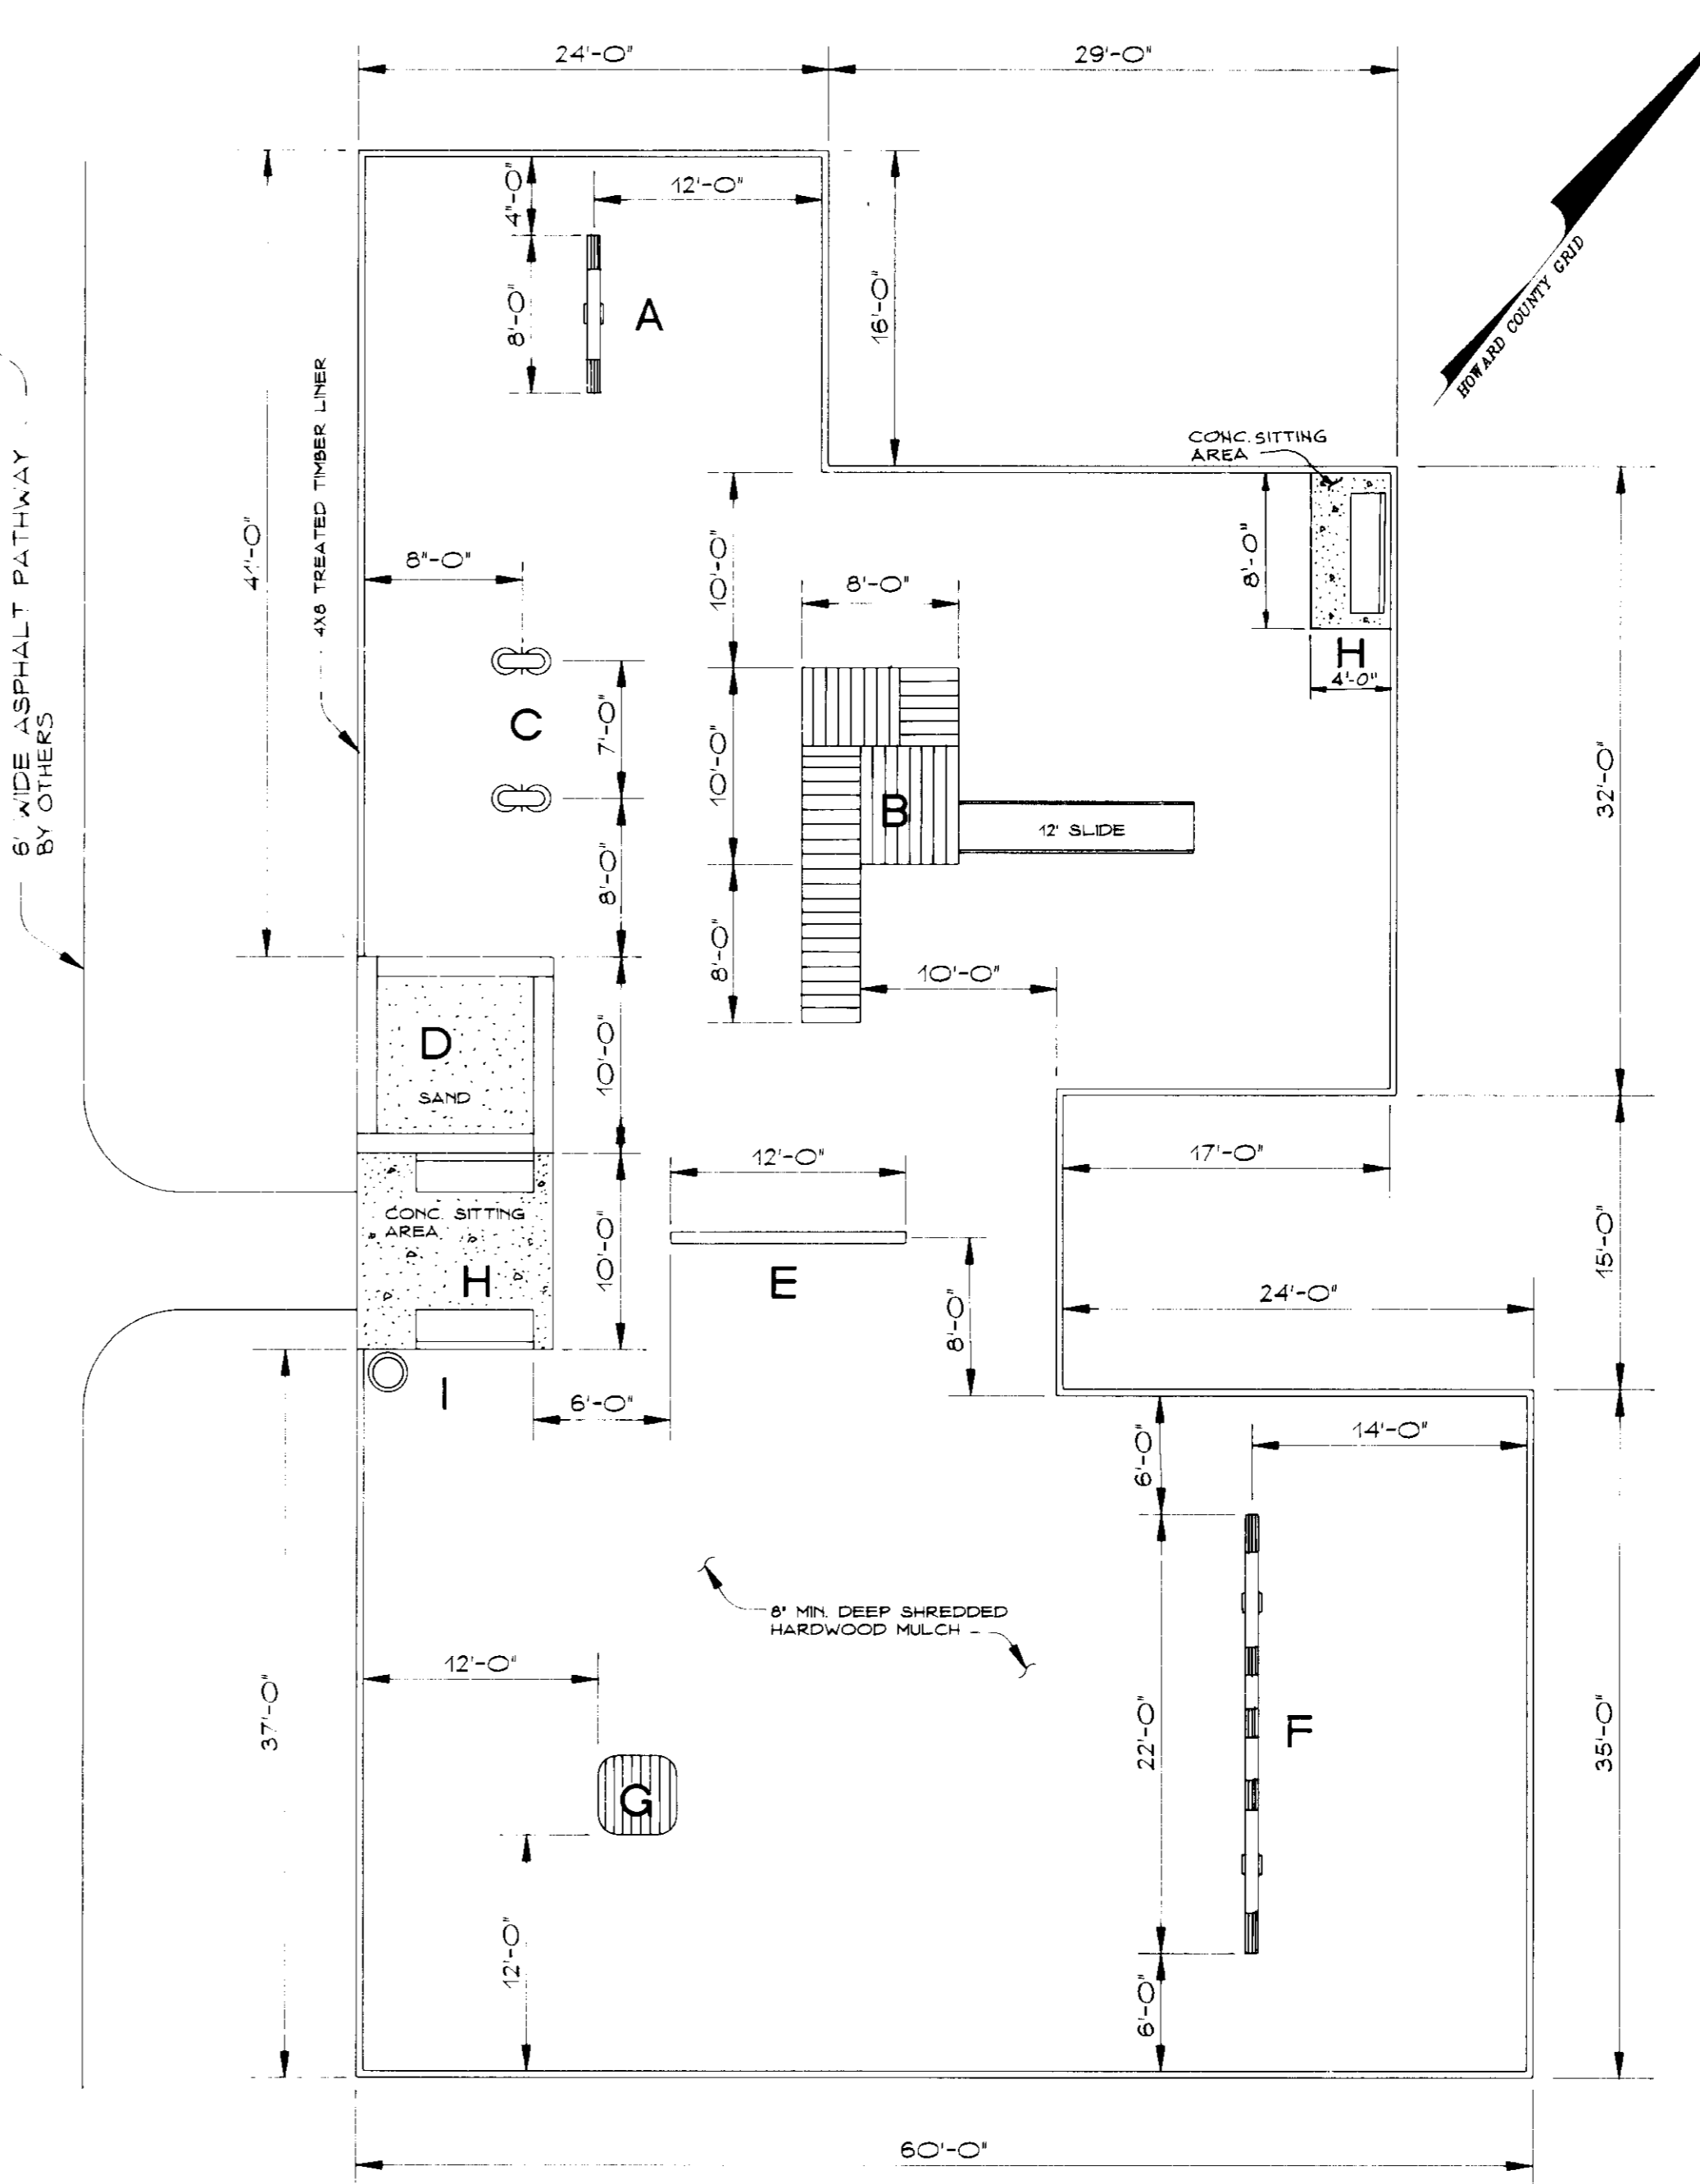 24'-0"
29'-0"
4"-0"
12'-0"
8'-0"
A
16'-0"
HOWARD COUNTY GRID
6' WIDE ASPHALT PATHWAY
BY OTHERS
4X8 TREATED TIMBER LINER
CONC. SITTING
AREA
8'-0"
H
4'-0"
8"-0"
10'-0"
8'-0"
C
7'-0"
10'-0"
B
12' SLIDE
32'-0"
8'-0"
8'-0"
10'-0"
D
SAND
10'-0"
17'-0"
12'-0"
CONC. SITTING
AREA
H
10'-0"
E
8'-0"
15'-0"
24'-0"
I
6'-0"
6'-0"
14'-0"
8" MIN. DEEP SHREDDED
HARDWOOD MULCH
12'-0"
37'-0"
G
22'-0"
F
35'-0"
12'-0"
6'-0"
60'-0"